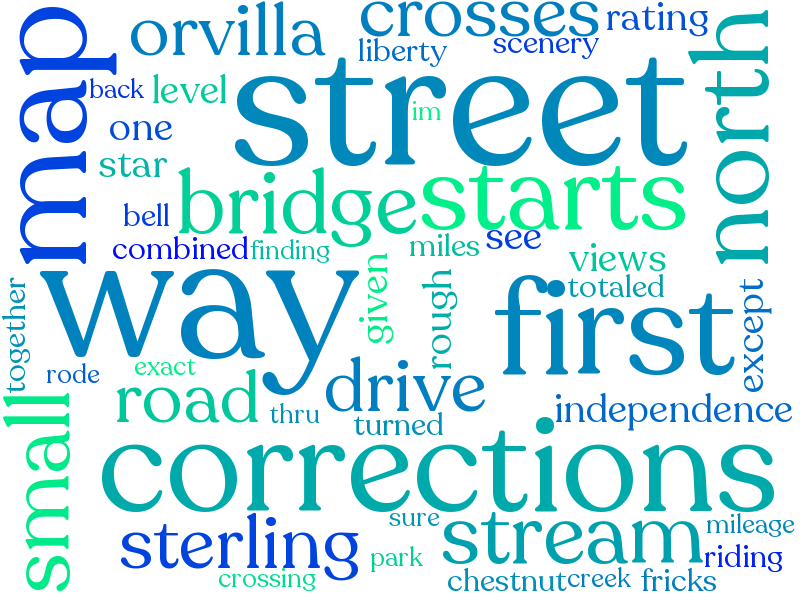 map
orvilla
crosses
rating
north
back
level
liberty
scenery
street
im
one
star
bridge
starts
bell
combined
finding
miles
see
way
given
rough
views
totaled
first
except
together
rode
exact
road
thru
drive
turned
independence
small
corrections
sterling
sure
stream
mileage
crossing
park
riding
chestnut
creek
fricks